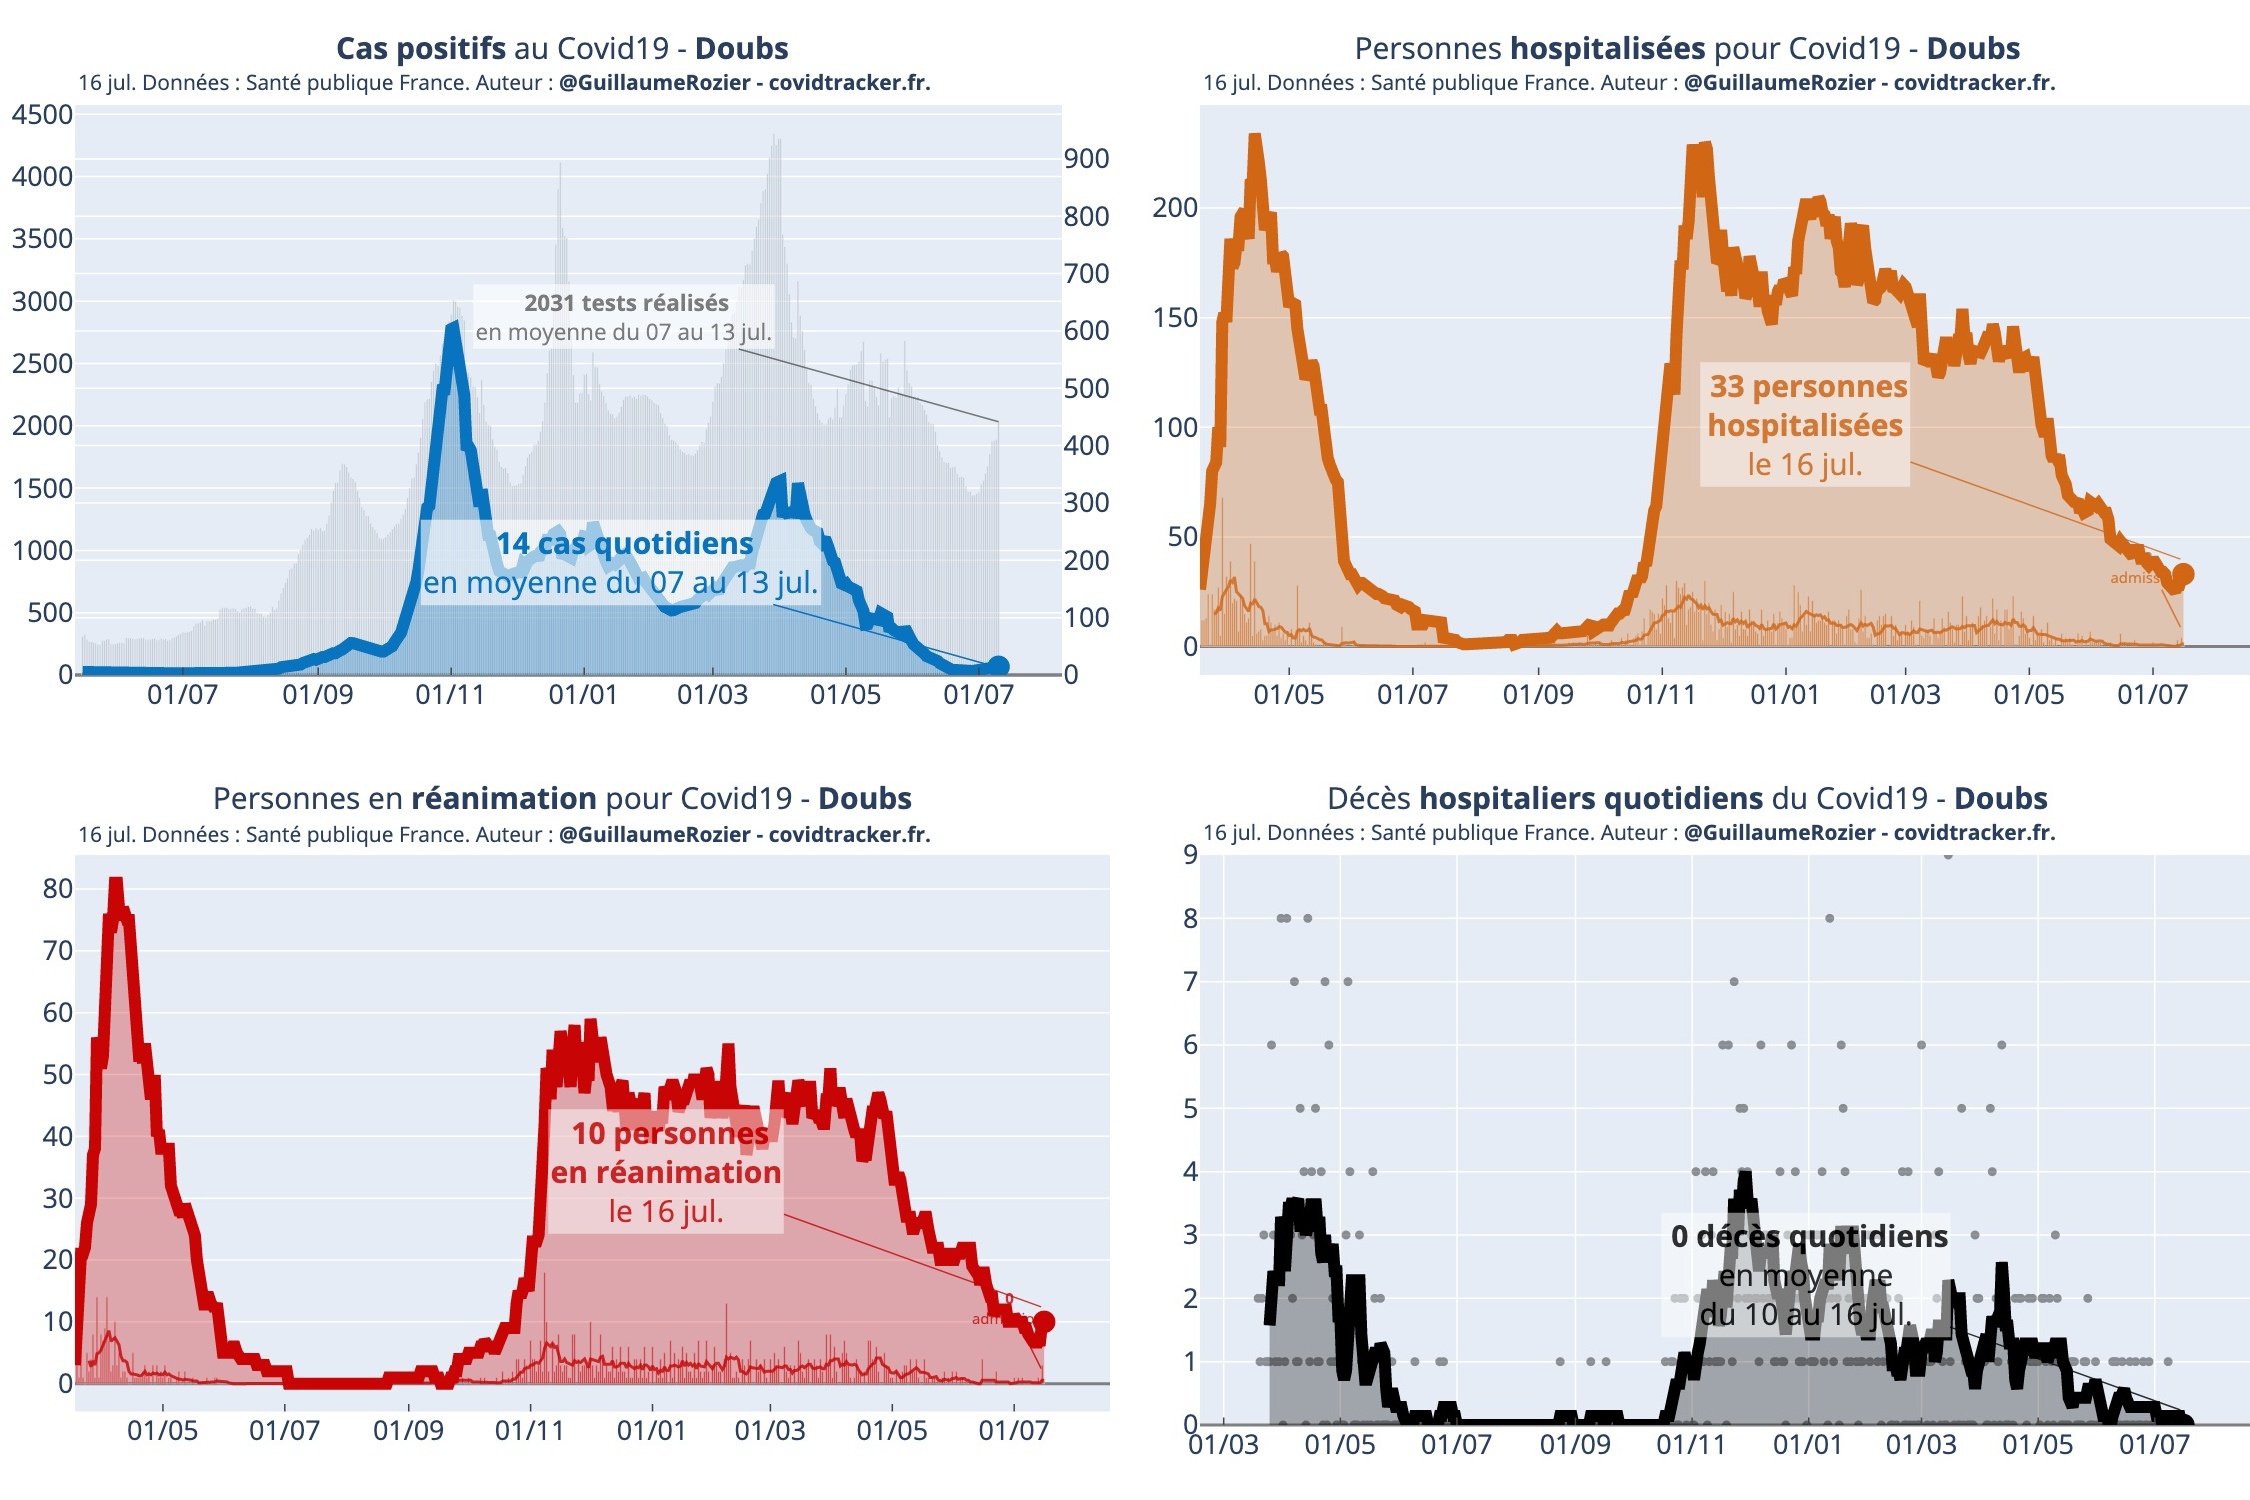 Cas positifs au Covid19 - Doubs
16 jul. Données : Santé publique France. Auteur : @GuillaumeRozier - covidtracker.fr.
4500
4000
3500
3000
2500
2000
1500
1000
500
0
900
800
700
600
500
400
300
200
100
0
2031 tests réalisés
en moyenne du 07 au 13 jul.
14 cas quotidiens
en moyenne du 07 au 13 jul.
01/07 01/09 01/11 01/01 01/03 01/05 01/07
Personnes hospitalisées pour Covid19 - Doubs
16 jul. Données : Santé publique France. Auteur : @GuillaumeRozier - covidtracker.fr.
200
150
100
50
0
33 personnes
hospitalisées
le 16 jul.
01/05 01/07 01/09 01/11 01/01 01/03 01/05 01/07
Personnes en réanimation pour Covid19 - Doubs
16 jul. Données : Santé publique France. Auteur : @GuillaumeRozier - covidtracker.fr.
80
70
60
50
40
30
20
10
0
10 personnes
en réanimation
le 16 jul.
0
01/05 01/07 01/09 01/11 01/01 01/03 01/05 01/07
Décès hospitaliers quotidiens du Covid19 - Doubs
16 jul. Données : Santé publique France. Auteur : @GuillaumeRozier - covidtracker.fr.
9
8
7
6
5
4
3
2
1
0
0 décès quotidiens
en moyenne
du 10 au 16 jul.
01/03 01/05 01/07 01/09 01/11 01/01 01/03 01/05 01/07